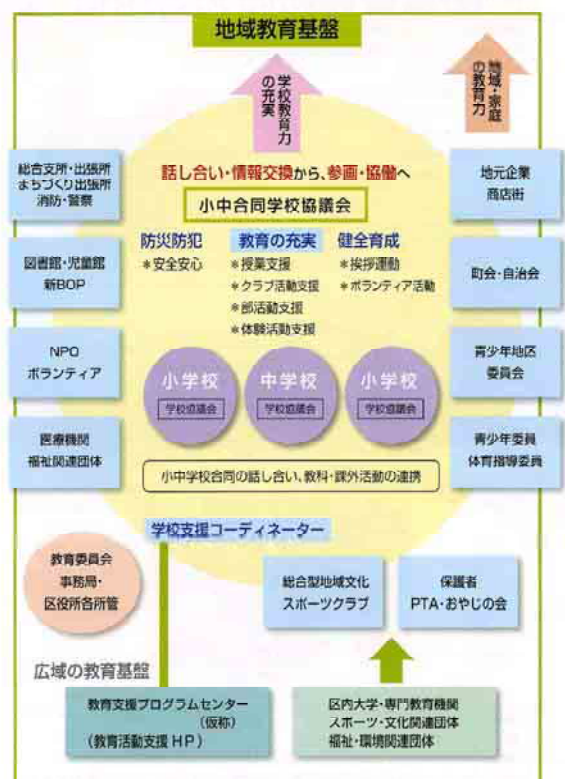 地域教育基盤
学校教育力
の充実
地域・家庭
の教育力
話し合い・情報交換から、参画・協働へ
小中合同学校協議会
防災防犯
＊安全安心
教育の充実
＊授業支援
＊クラブ活動支援
＊部活動支援
＊体験活動支援
健全育成
＊挨拶運動
＊ボランティア活動
総合支所・出張所
まちづくり出張所
消防・警察
図書館・児童館
新BOP
NPO
ボランティア
医療機関
福祉関連団体
地元企業
商店街
町会・自治会
青少年地区
委員会
青少年委員
体育指導委員
小学校
学校協議会
中学校
学校協議会
小学校
学校協議会
小中学校合同の話し合い、教科・課外活動の連携
学校支援コーディネーター
教育委員会
事務局・
区役所各所管
総合型地域文化
スポーツクラブ
保護者
PTA・おやじの会
広域の教育基盤
教育支援プログラムセンター
(仮称)
(教育活動支援HP)
区内大学・専門教育機関
スポーツ・文化関連団体
福祉・環境関連団体